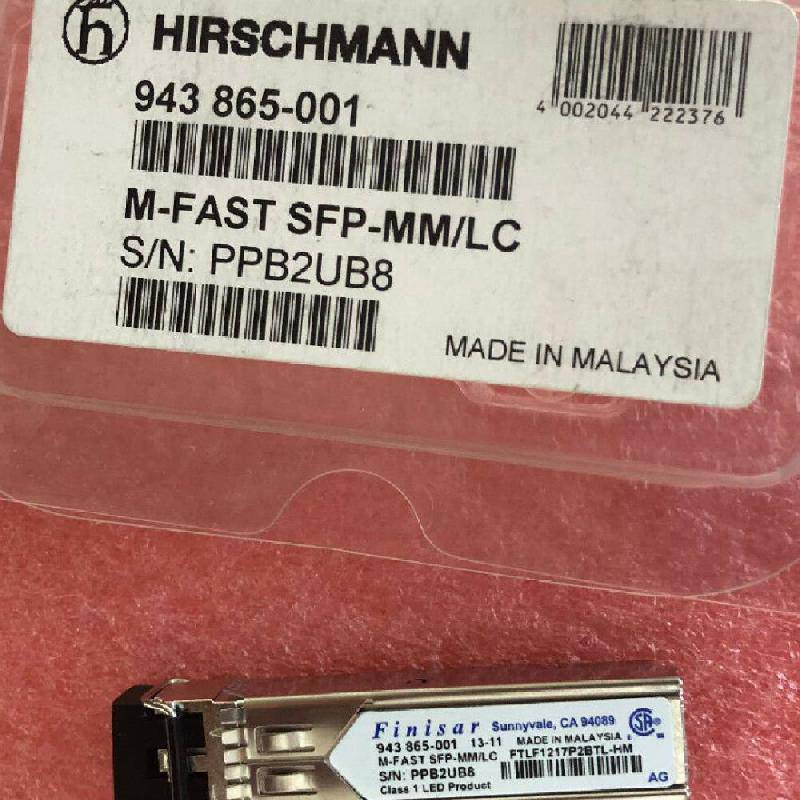 HIRSCHMANN
943 865-001
4 002044 222376
M-FAST SFP-MM/LC
S/N: PPB2UB8
MADE IN MALAYSIA
Finisar Sunnyvale, CA 94089
943 865-001 13-11 MADE IN MALAYSIA
M-FAST SFP-MM/LC FTLF1217P2BTL-HM
S/N: PPB2UB8
Class 1 LED Product
AG